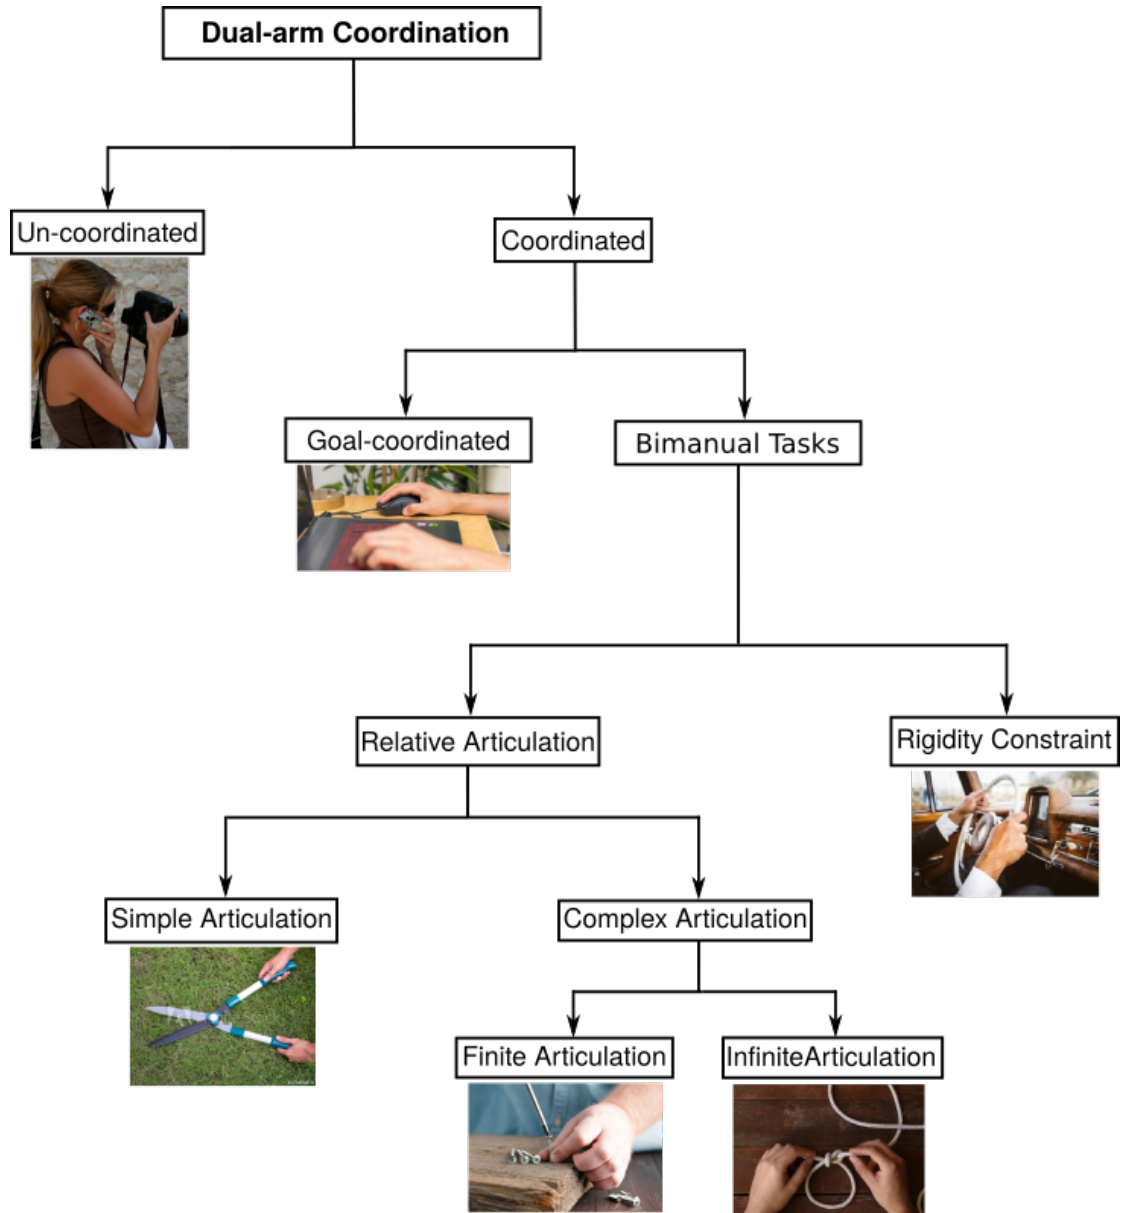 Dual-arm Coordination
Un-coordinated
Coordinated
Goal-coordinated
Bimanual Tasks
Relative Articulation
Rigidity Constraint
Simple Articulation
Complex Articulation
Finite Articulation
InfiniteArticulation